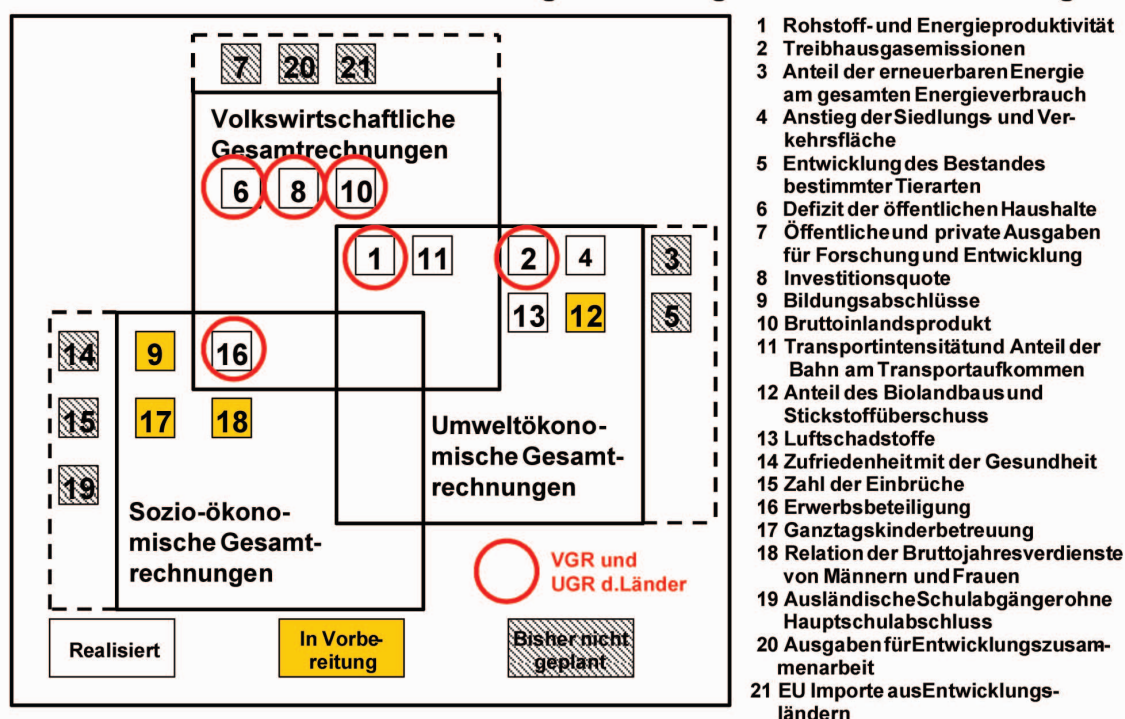 7 20 21
Volkswirtschaftliche
Gesamtrechnungen
6 8 10
1 11 2 4 3
13 12 5
14 9 16
15 17 18
Umweltökono-
mische Gesamt-
rechnungen
19
Sozio-ökono-
mische Gesamt-
rechnungen
VGR und
UGR d.Länder
Realisiert
In Vorbe-
reitung
Bisher nicht
geplant
1 Rohstoff-und Energieproduktivität
2 Treibhausgasemissionen
3 Anteil der erneuerbaren Energie
am gesamten Energieverbrauch
4 Anstieg der Siedlungs- und Ver-
kehrsfläche
5 Entwicklung des Bestandes
bestimmter Tierarten
6 Defizit der öffentlichen Haushalte
7 Öffentliche und private Ausgaben
für Forschung und Entwicklung
8 Investitionsquote
9 Bildungsabschlüsse
10 Bruttoinlandsprodukt
11 Transportintensität und Anteil der
Bahn am Transportaufkommen
12 Anteil des Biolandbaus und
Stickstoffüberschuss
13 Luftschadstoffe
14 Zufriedenheit mit der Gesundheit
15 Zahl der Einbrüche
16 Erwerbsbeteiligung
17 Ganztagskinderbetreuung
18 Relation der Bruttojahresverdienste
von Männern und Frauen
19 Ausländische Schulabgänger ohne
Hauptschulabschluss
20 Ausgaben für Entwicklungszusam-
menarbeit
21 EU Importe aus Entwicklungs-
ländern